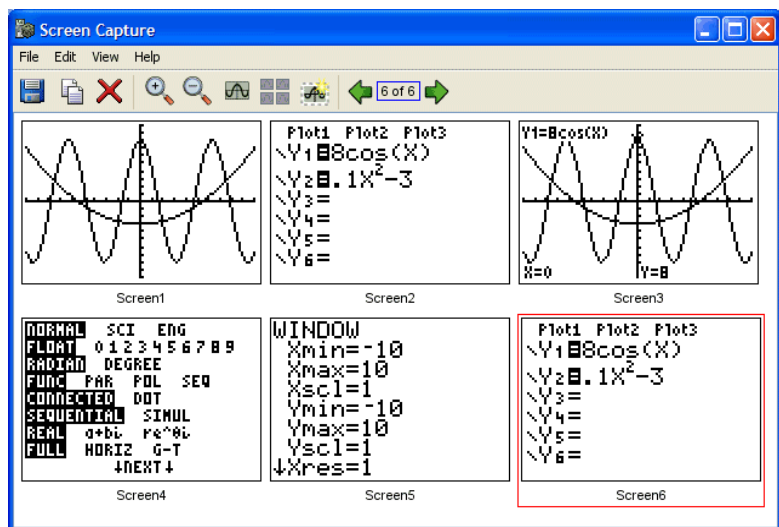 Screen Capture
File Edit View Help
6 of 6
Plot1 Plot2 Plot3
\Y1=8cos(X)
\Y2=.1X²-3
\Y3=
\Y4=
\Y5=
\Y6=
Y1=8cos(X)
X=0 Y=8
Screen1 Screen2 Screen3
NORMAL SCI ENG
FLOAT 0 1 2 3 4 5 6 7 8 9
RADIAN DEGREE
FUNC PAR POL SEQ
CONNECTED DOT
SEQUENTIAL SIMUL
REAL a+bi re^θi
FULL HORIZ G-T
↓NEXT↓
WINDOW
Xmin=-10
Xmax=10
Xscl=1
Ymin=-10
Ymax=10
Yscl=1
↓Xres=1
Plot1 Plot2 Plot3
\Y1=8cos(X)
\Y2=.1X²-3
\Y3=
\Y4=
\Y5=
\Y6=
Screen4 Screen5 Screen6